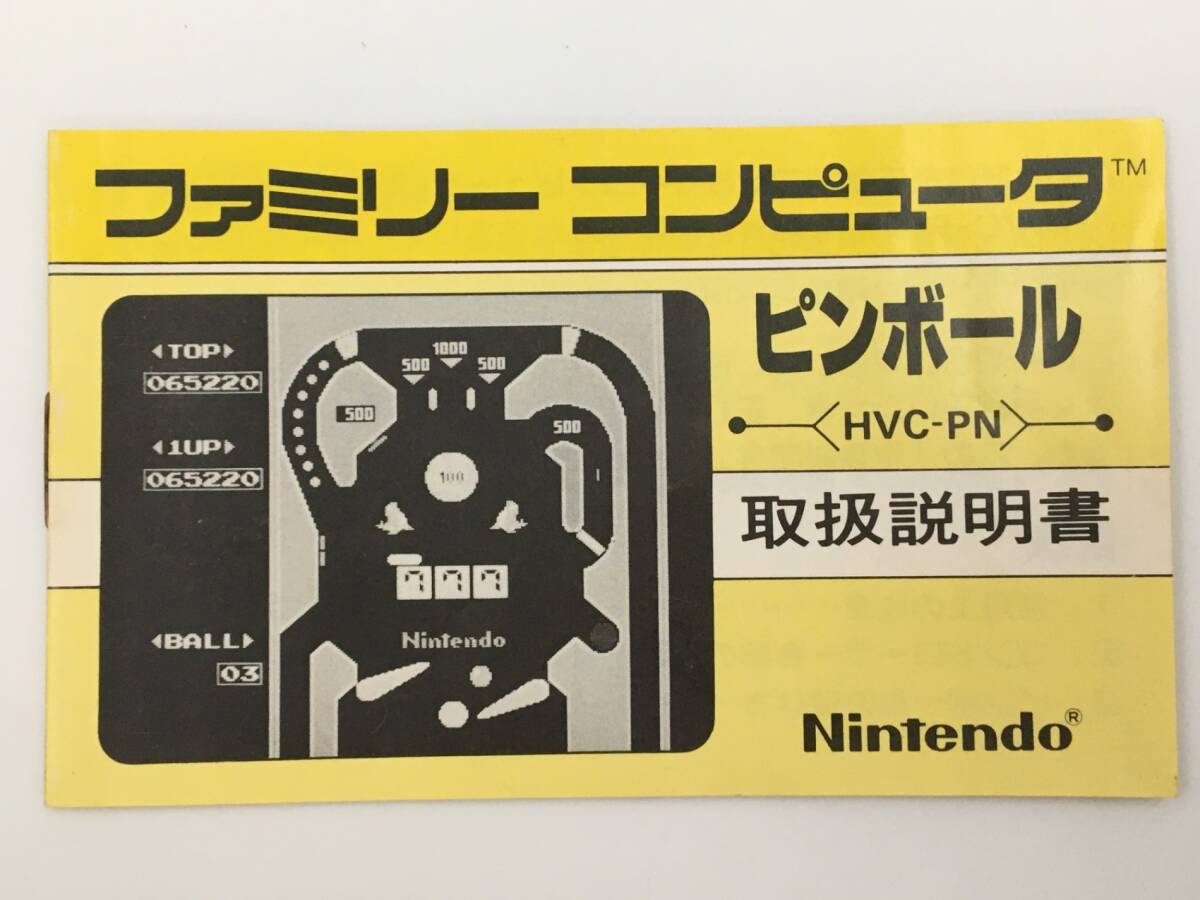 ファミリー コンピュータ™
ピンボール
HVC-PN
取扱説明書
Nintendo®
◀TOP▶
065220
◀1UP▶
065220
◀BALL▶
03
1000
500 500
500
500
100
777
Nintendo